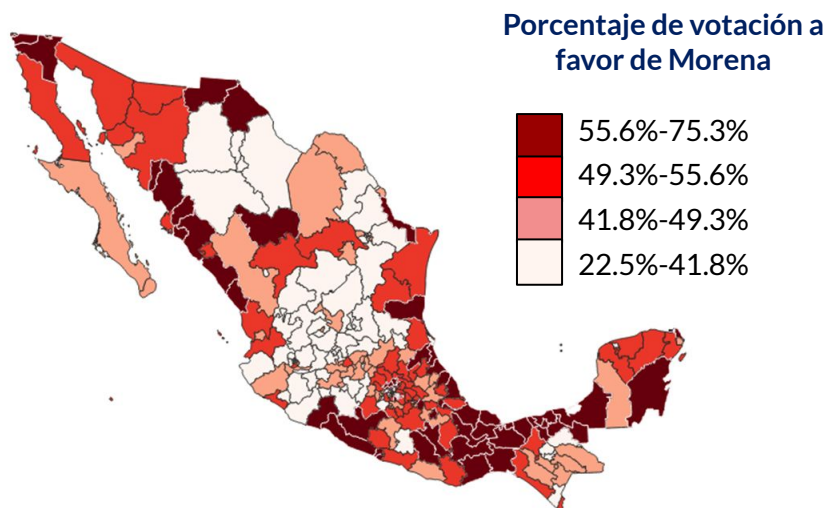 Porcentaje de votación a
favor de Morena
55.6%-75.3%
49.3%-55.6%
41.8%-49.3%
22.5%-41.8%